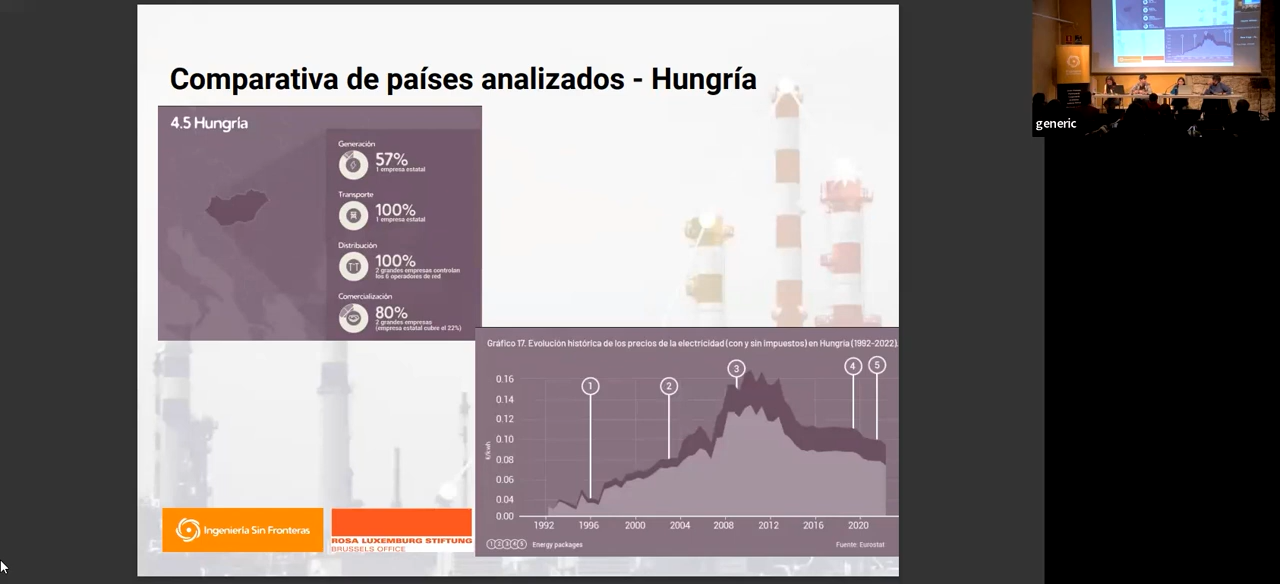 Comparativa de países analizados - Hungría
4.5 Hungría
Generación
57%
1 empresa estatal
Transporte
100%
1 empresa estatal
Distribución
100%
2 grandes empresas controlan
los 6 operadores de red
Comercialización
80%
2 grandes empresas
(empresa estatal cubre el 22%)
Gráfico 17. Evolución histórica de los precios de la electricidad (con y sin impuestos) en Hungría (1992-2022).
1
2
3
4
5
0.16
0.14
0.12
0.10
0.08
0.06
0.04
0.00
1992 1996 2000 2004 2008 2012 2016 2020
1 2 3 4 5 Energy packages
Fuente: Eurostat
Ingeniería Sin Fronteras
ROSA LUXEMBURG STIFTUNG
BRUSSELS OFFICE
generic